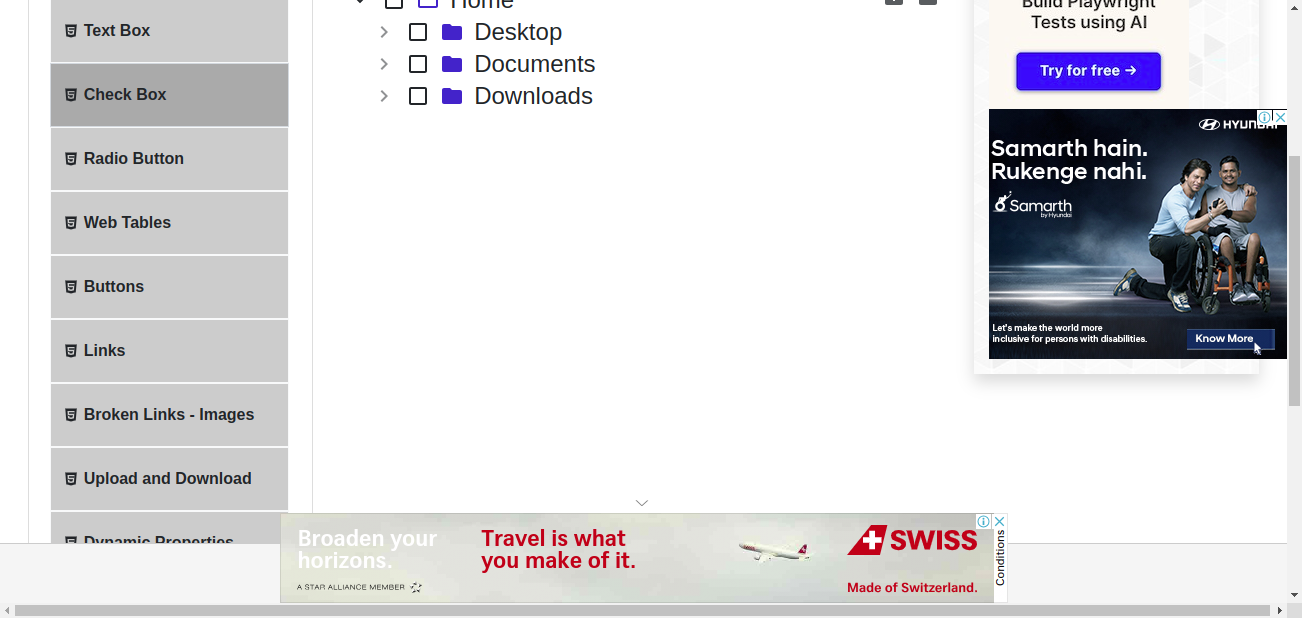 Text Box
Check Box
Radio Button
Web Tables
Buttons
Links
Broken Links - Images
Upload and Download
Dynamic Properties
Home
Desktop
Documents
Downloads
Build Playwright
Tests using AI
Try for free →
HYUNDAI
Samarth hain.
Rukenge nahi.
Samarth
by Hyundai
Let's make the world more
inclusive for persons with disabilities.
Know More
Broaden your
horizons.
A STAR ALLIANCE MEMBER
Travel is what
you make of it.
SWISS
Made of Switzerland.
Conditions